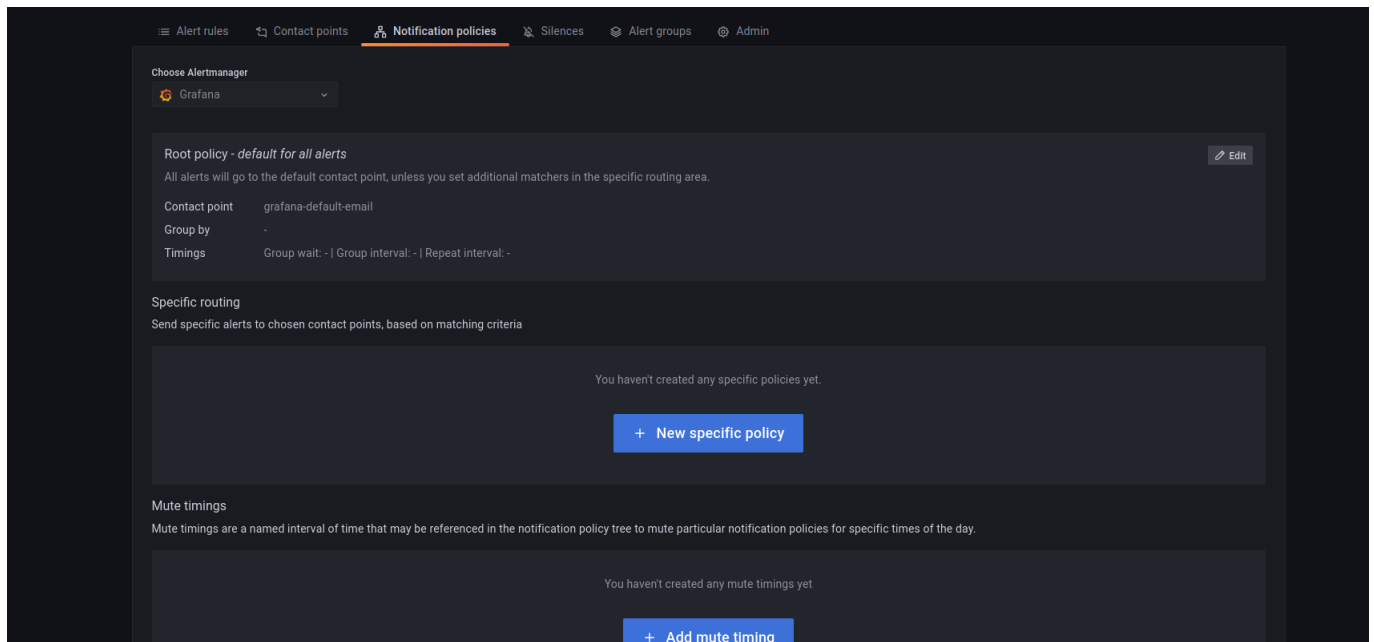 Alert rules Contact points Notification policies Silences Alert groups Admin
Choose Alertmanager
Grafana
Root policy - default for all alerts
Edit
All alerts will go to the default contact point, unless you set additional matchers in the specific routing area.
Contact point grafana-default-email
Group by -
Timings Group wait: - | Group interval: - | Repeat interval: -
Specific routing
Send specific alerts to chosen contact points, based on matching criteria
You haven't created any specific policies yet.
+ New specific policy
Mute timings
Mute timings are a named interval of time that may be referenced in the notification policy tree to mute particular notification policies for specific times of the day.
You haven't created any mute timings yet
+ Add mute timing